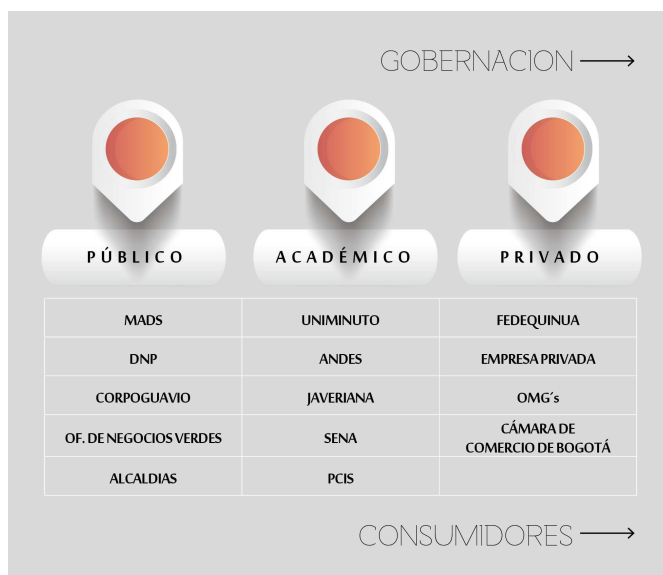 GOBERNACION
PÚBLICO ACADÉMICO PRIVADO
MADS UNIMINUTO FEDEQUINUA
DNP ANDES EMPRESA PRIVADA
CORPOGUAVIO JAVERIANA OMG´s
OF. DE NEGOCIOS VERDES SENA CÁMARA DE
COMERCIO DE BOGOTÁ
ALCALDIAS PCIS
CONSUMIDORES